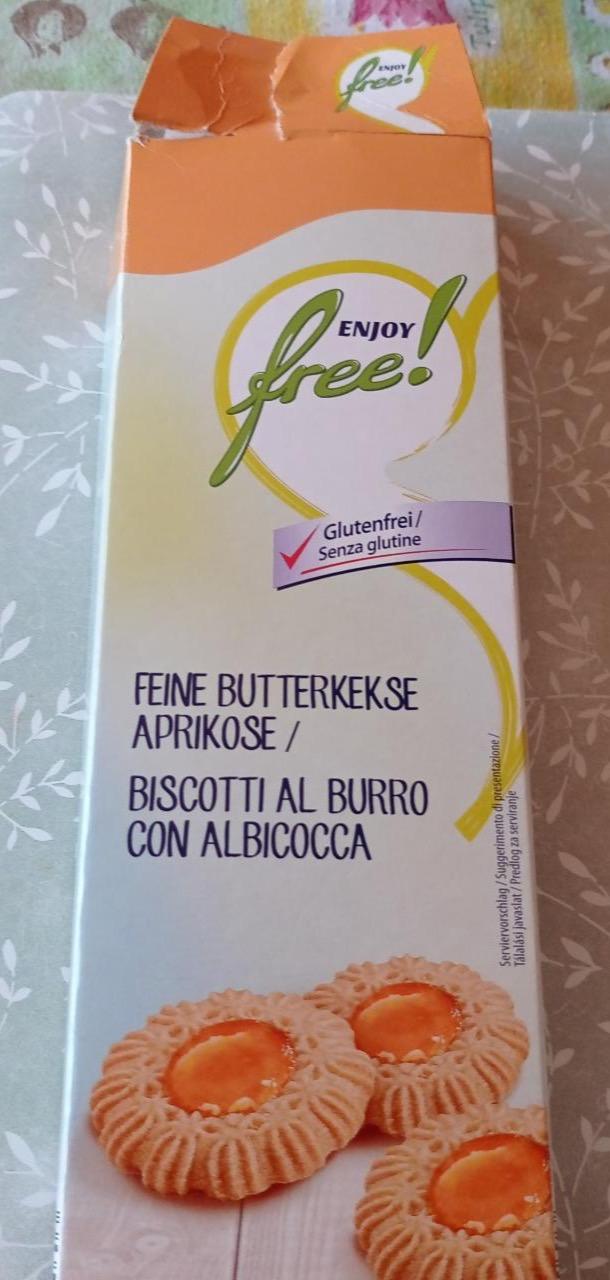 ENJOY
free!
ENJOY
free!
Glutenfrei/
Senza glutine
FEINE BUTTERKEKSE
APRIKOSE /
BISCOTTI AL BURRO
CON ALBICOCCA
Serviervorschlag / Suggerimento di presentazione /
Tálalási javaslat / Predlog za serviranje